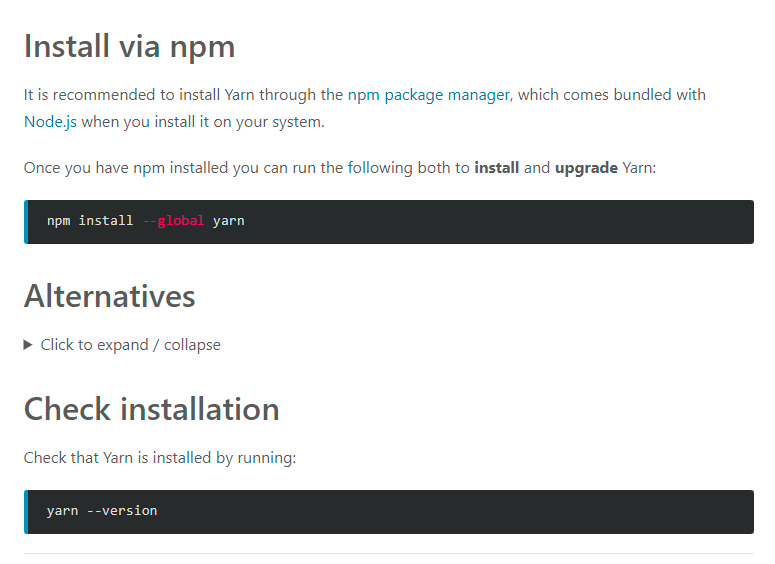 Install via npm
It is recommended to install Yarn through the npm package manager, which comes bundled with
Node.js when you install it on your system.
Once you have npm installed you can run the following both to install and upgrade Yarn:
npm install --global yarn
Alternatives
Click to expand / collapse
Check installation
Check that Yarn is installed by running:
yarn --version